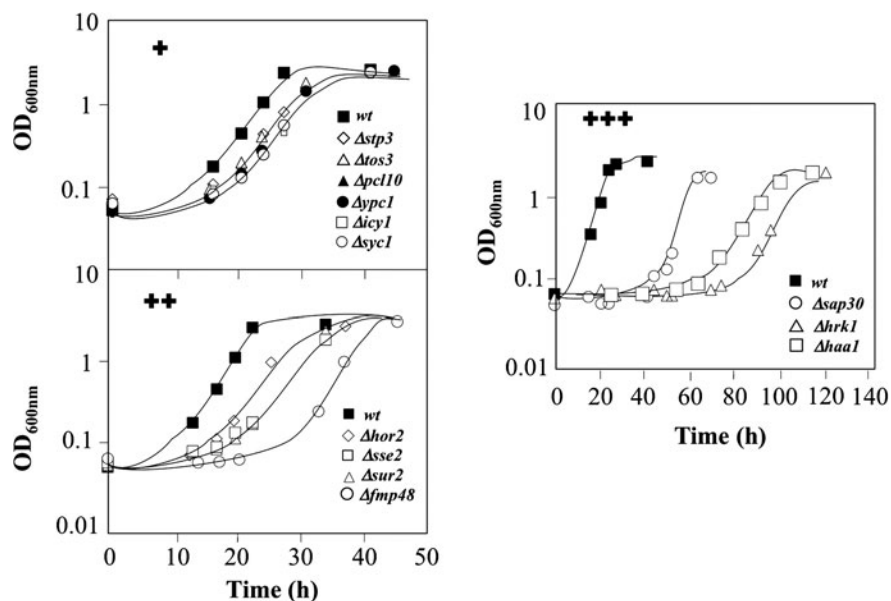 10
1
0.1
OD600nm
+
wt
Δstp3
Δtos3
Δpcl10
Δypc1
Δicy1
Δsyc1
10
1
0.1
0.01
OD600nm
++
wt
Δhor2
Δsse2
Δsur2
Δfmp48
0 10 20 30 40 50
Time (h)
10
1
0.1
0.01
OD600nm
+++
wt
Δsap30
Δhrk1
Δhaa1
0 20 40 60 80 100 120 140
Time (h)